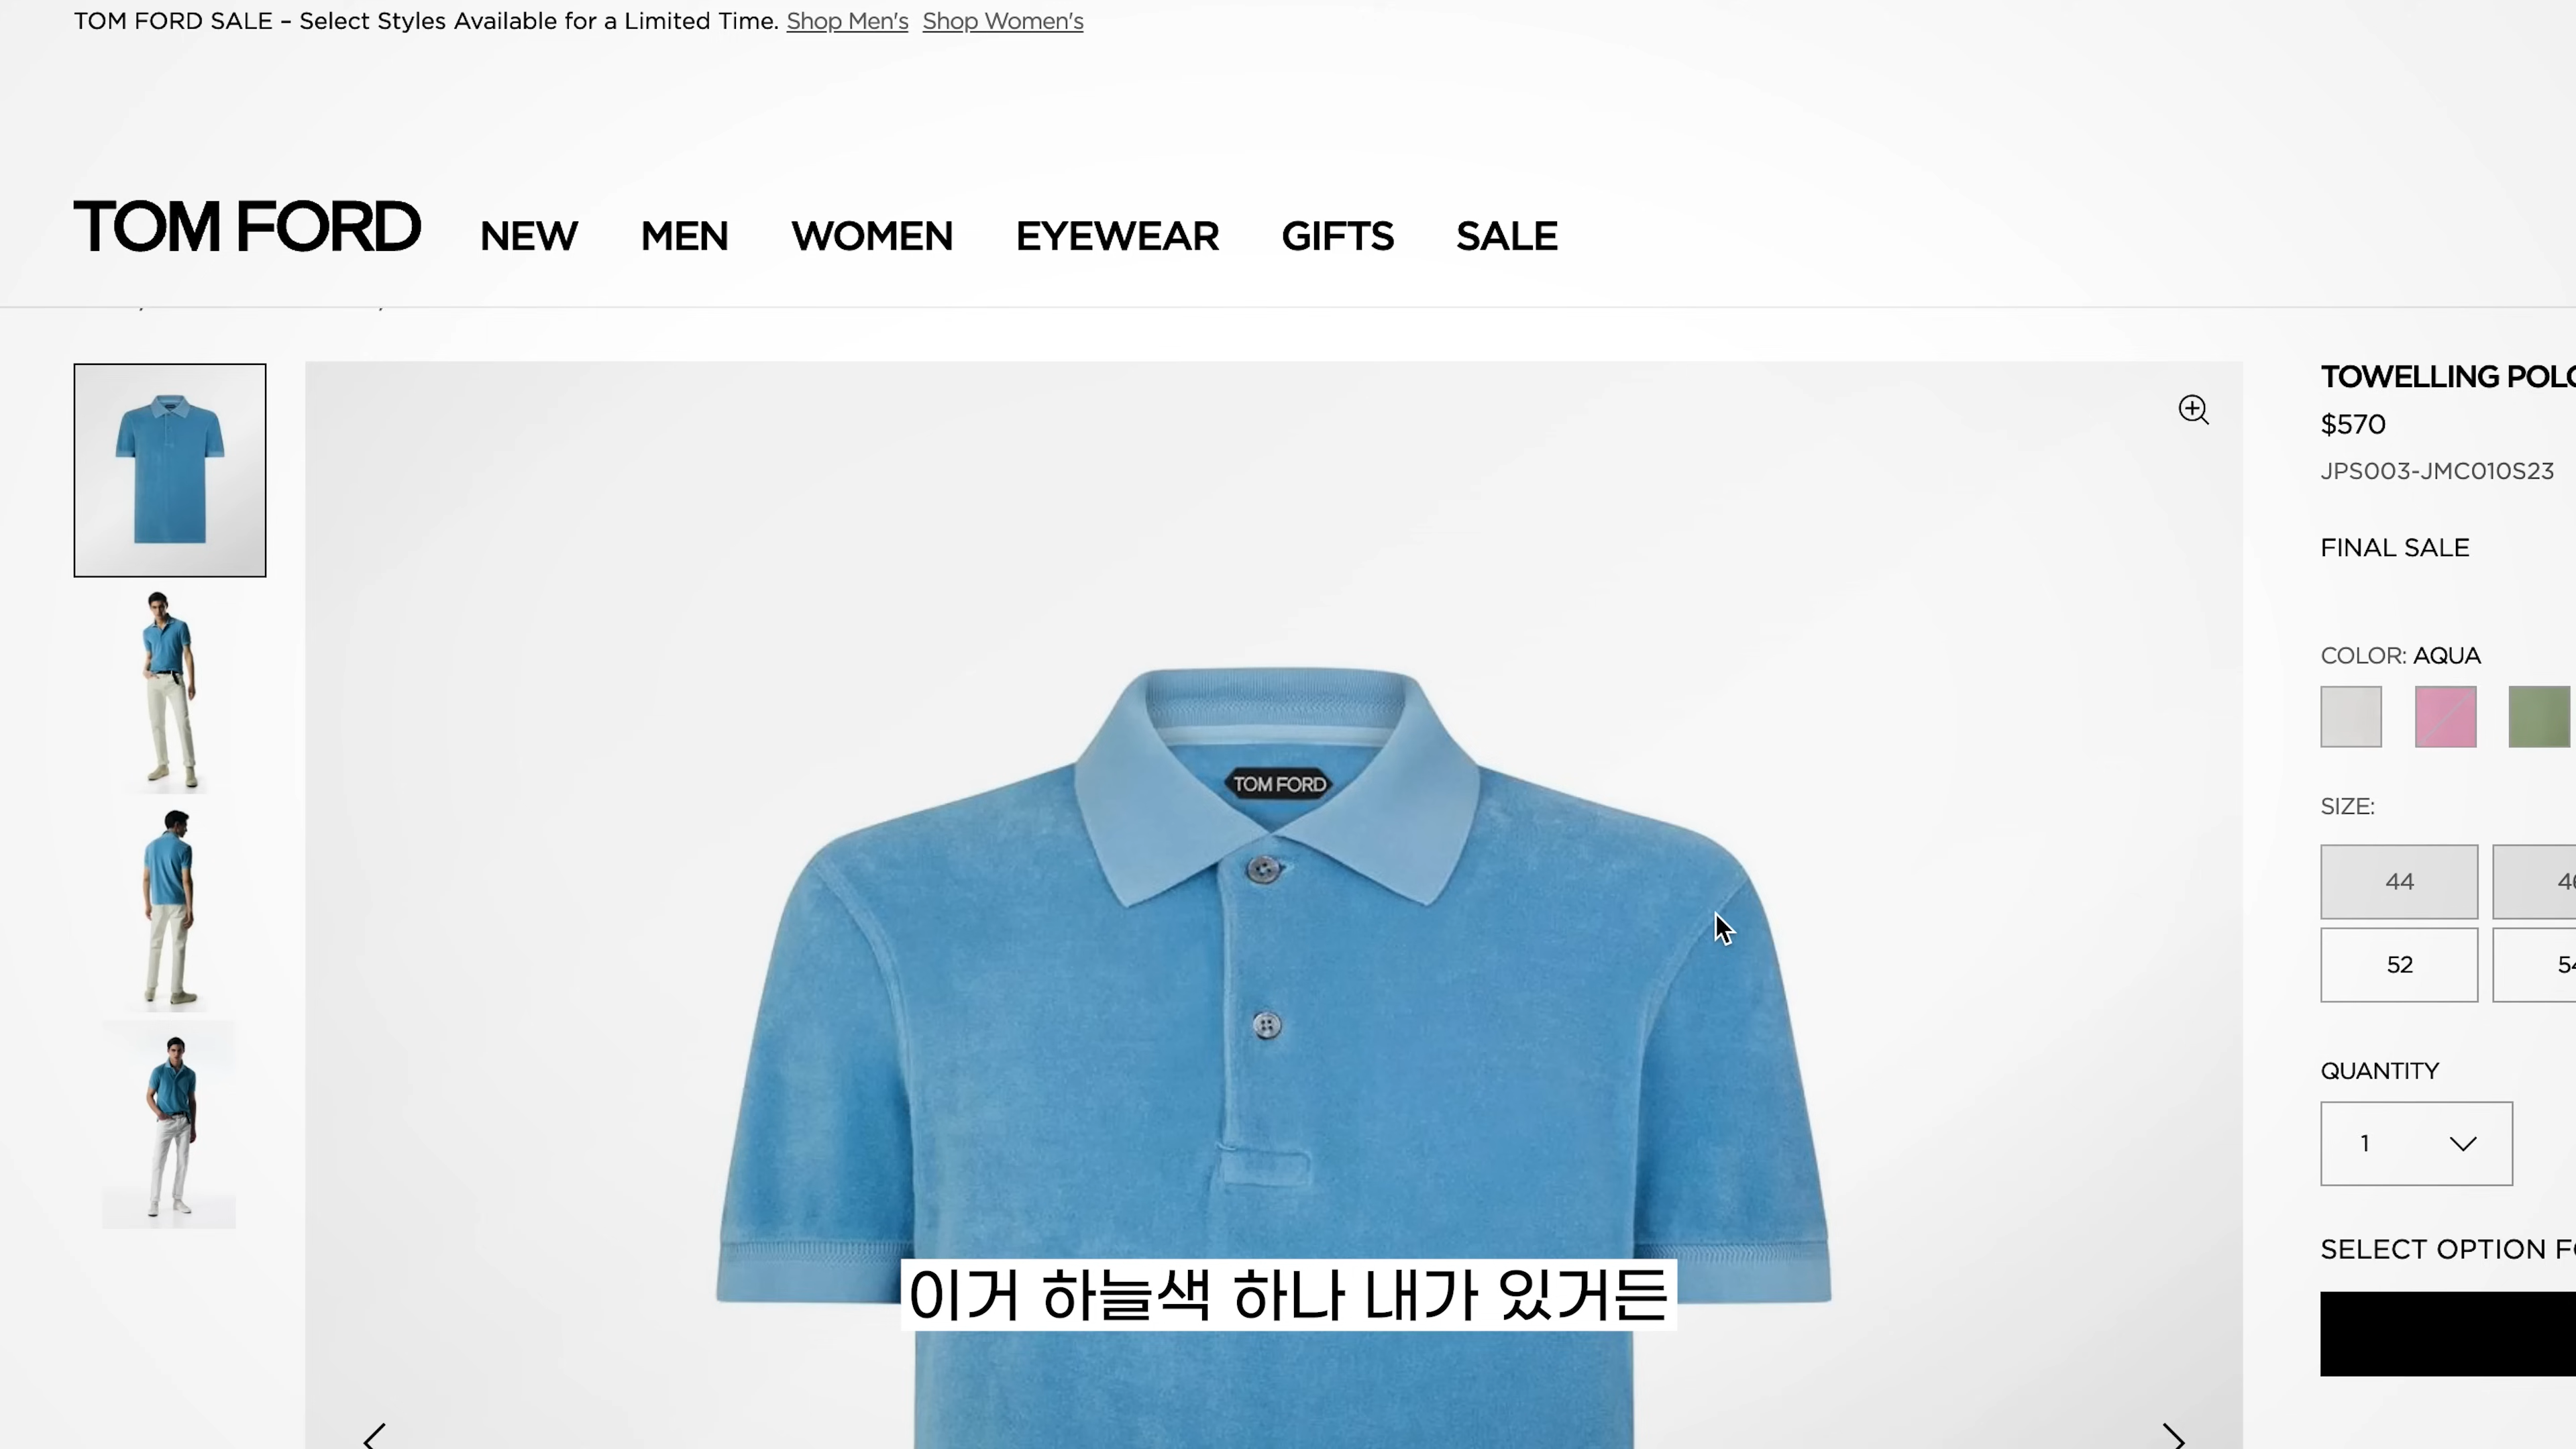 TOM FORD SALE – Select Styles Available for a Limited Time. Shop Men's Shop Women's
TOM FORD NEW MEN WOMEN EYEWEAR GIFTS SALE
TOWELLING
$570
JPS003-JMC010S23
FINAL SALE
COLOR: AQUA
TOM FORD
SIZE:
44
52
QUANTITY
1
SELECT OPTION
이거 하늘색 하나 내가 있거든